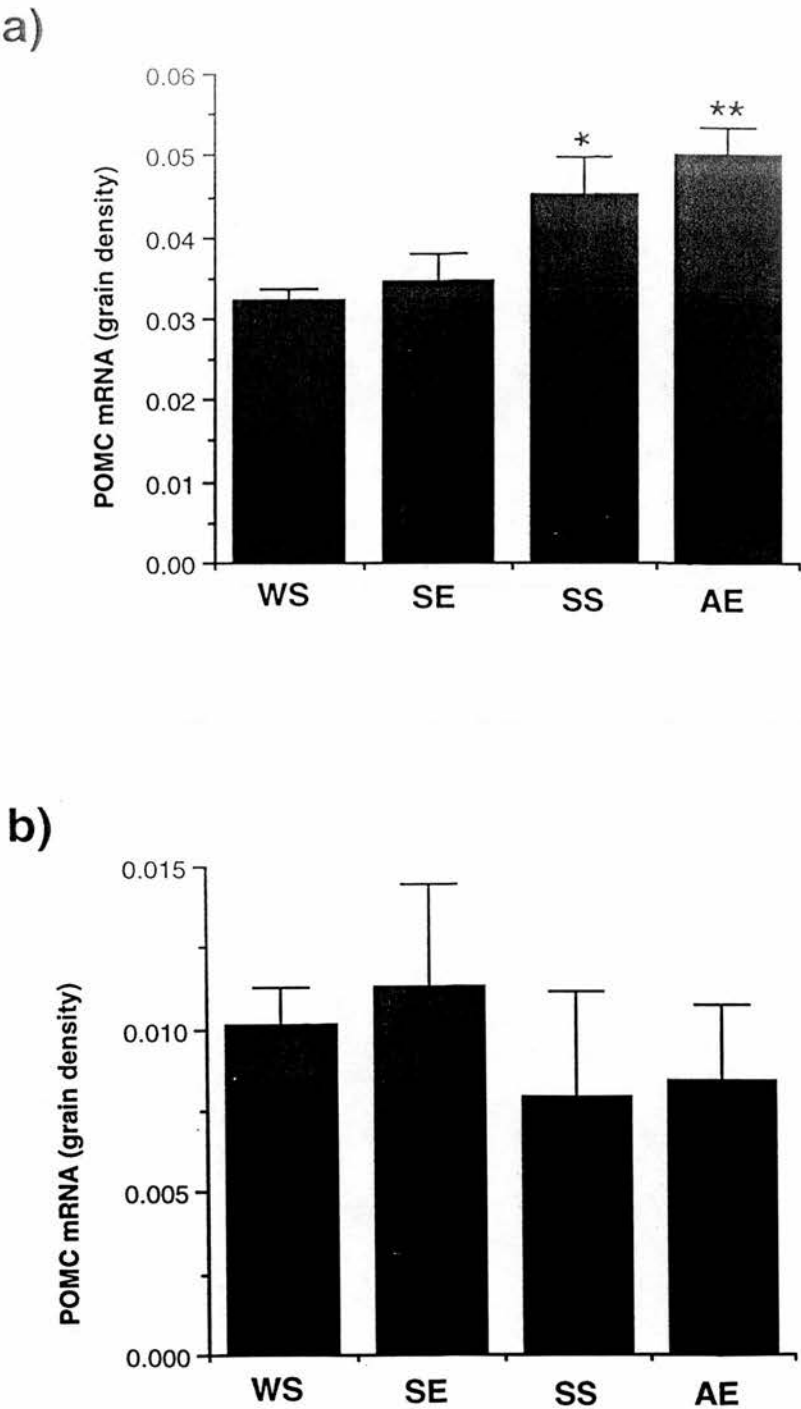 a)
0.06
**
*
0.05
0.04
0.03
0.02
0.01
0.00
POMC mRNA (grain density)
WS SE SS AE
b)
0.015
0.010
0.005
0.000
POMC mRNA (grain density)
WS SE SS AE